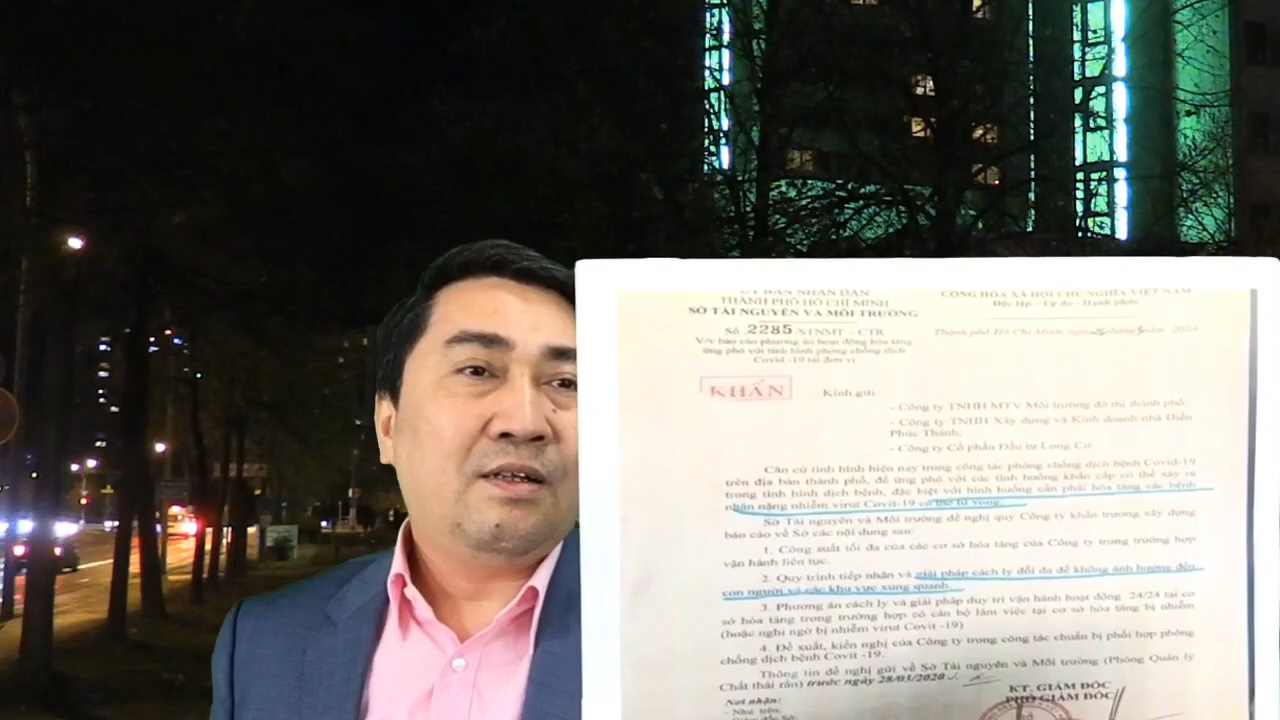 ỦY BAN NHÂN DÂN
THÀNH PHỐ HỒ CHÍ MINH
SỞ TÀI NGUYÊN VÀ MÔI TRƯỜNG
Số 2285/STNMT - CTR
V/v báo cáo phương án hoạt động hỏa táng
ứng phó với tình hình phòng chống dịch
Covid -19 tại đơn vị
CỘNG HÒA XÃ HỘI CHỦ NGHĨA VIỆT NAM
Độc lập - Tự do - Hạnh phúc
Thành phố Hồ Chí Minh, ngày tháng năm 2020
KHẨN
Kính gửi:
- Công ty TNHH MTV Môi trường đô thị thành phố;
- Công ty TNHH Xây dựng và Kinh doanh nhà Diễn
Phúc Thành;
- Công ty Cổ phần Đầu tư Long Cơ
Căn cứ tình hình hiện nay trong công tác phòng chống dịch bệnh Covid-19
trên địa bàn thành phố, để ứng phó với các tình huống khẩn cấp có thể xảy ra
trong tình hình dịch bệnh, đặc biệt với tình huống cần phải hỏa táng các bệnh
nhân nặng nhiễm virut Covit-19 có thể tử vong.
Sở Tài nguyên và Môi trường đề nghị quý Công ty khẩn trương xây dựng
báo cáo về Sở các nội dung sau:
1. Công suất tối đa của các cơ sở hỏa táng của Công ty trong trường hợp
vận hành liên tục.
2. Quy trình tiếp nhận và giải pháp cách ly đối đa để không ảnh hưởng đến
con người và các khu vực xung quanh.
3. Phương án cách ly và giải pháp duy trì vận hành hoạt động 24/24 tại cơ
sở hỏa táng trong trường hợp có cán bộ làm việc tại cơ sở hỏa táng bị nhiễm
(hoặc nghi ngờ bị nhiễm virut Covit -19)
4. Đề xuất, kiến nghị của Công ty trong công tác chuẩn bị phối hợp phòng
chống dịch bệnh Covit -19.
Thông tin đề nghị gửi về Sở Tài nguyên và Môi trường (Phòng Quản lý
Chất thải rắn) trước ngày 28/03/2020./.
Nơi nhận:
- Như trên;
KT. GIÁM ĐỐC
PHÓ GIÁM ĐỐC